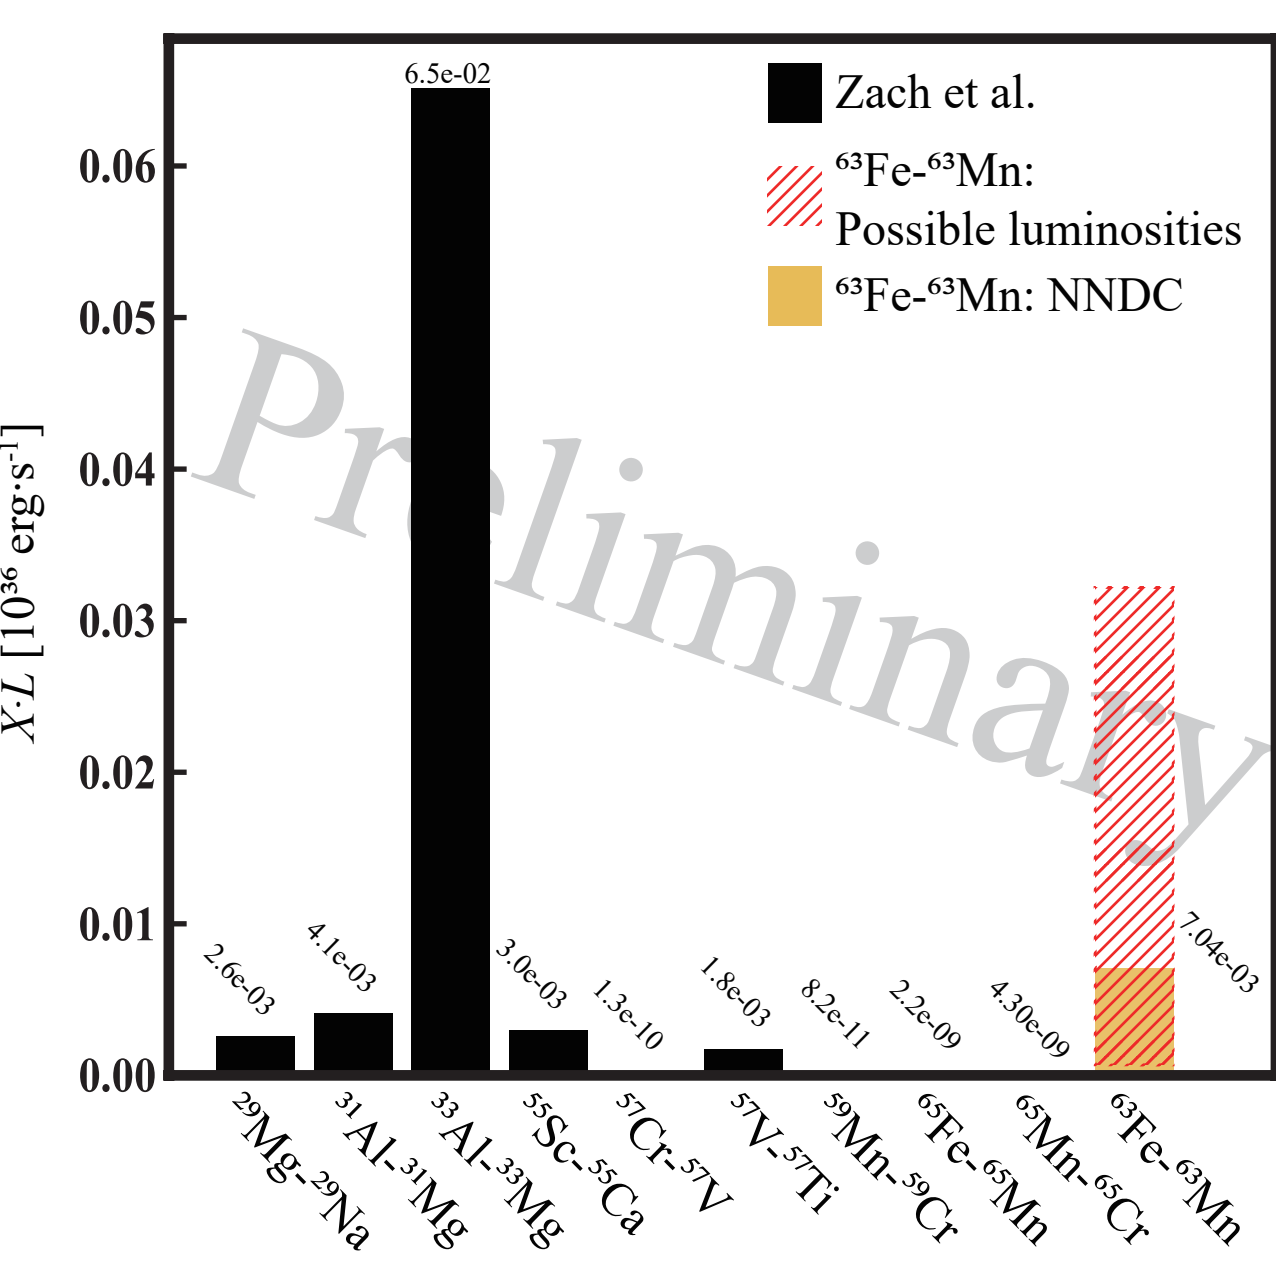 6.5e-02
Zach et al.
⁶³Fe-⁶³Mn:
Possible luminosities
⁶³Fe-⁶³Mn: NNDC
X·L [10³⁶ erg·s⁻¹]
0.06
0.05
0.04
0.03
0.02
0.01
0.00
Preliminary
2.6e-03
4.1e-03
3.0e-03
1.3e-10
1.8e-03
8.2e-11
2.2e-09
4.30e-09
7.04e-03
²⁹Mg-²⁹Na
³¹Al-³¹Mg
³³Al-³³Mg
⁵⁵Sc-⁵⁵Ca
⁵⁷Cr-⁵⁷V
⁵⁷V-⁵⁷Ti
⁵⁹Mn-⁵⁹Cr
⁶⁵Fe-⁶⁵Mn
⁶⁵Mn-⁶⁵Cr
⁶³Fe-⁶³Mn